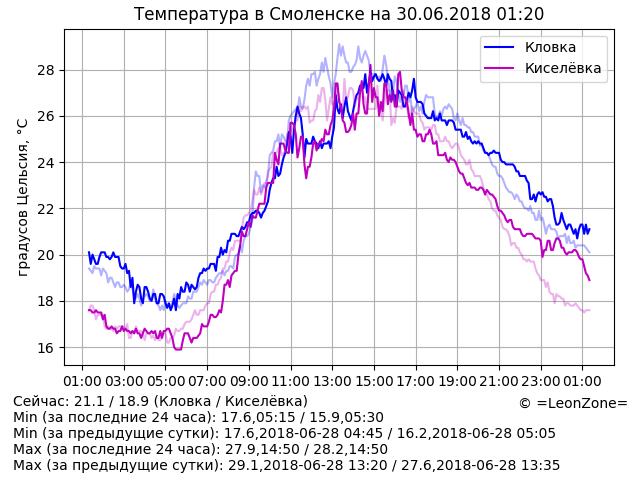 Температура в Смоленске на 30.06.2018 01:20
Кловка
Киселёвка
градусов Цельсия, °C
28
26
24
22
20
18
16
01:00 03:00 05:00 07:00 09:00 11:00 13:00 15:00 17:00 19:00 21:00 23:00 01:00
Сейчас: 21.1 / 18.9 (Кловка / Киселёвка)
© =LeonZone=
Min (за последние 24 часа): 17.6,05:15 / 15.9,05:30
Min (за предыдущие сутки): 17.6,2018-06-28 04:45 / 16.2,2018-06-28 05:05
Max (за последние 24 часа): 27.9,14:50 / 28.2,14:50
Max (за предыдущие сутки): 29.1,2018-06-28 13:20 / 27.6,2018-06-28 13:35